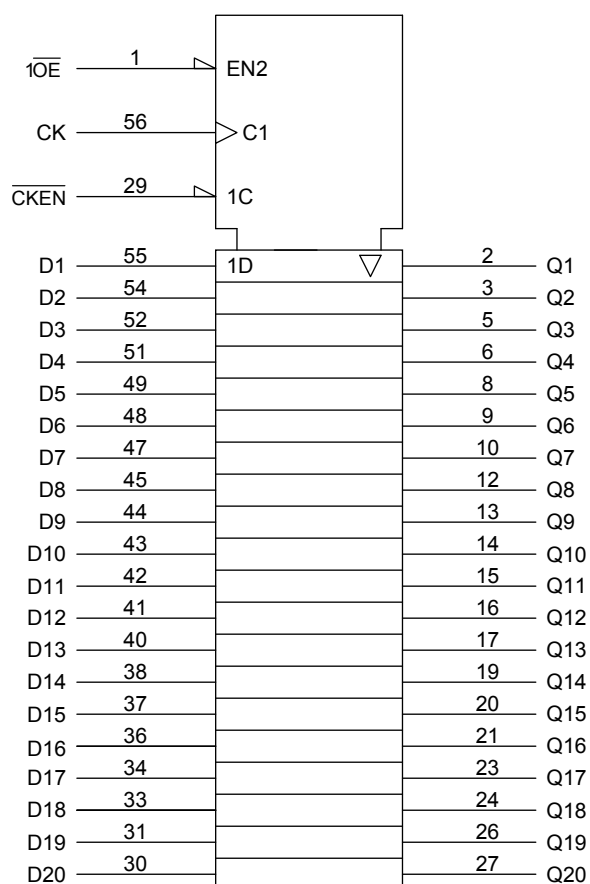 1OE 1 EN2
CK 56 C1
CKEN 29 1C
D1 55 1D 2 Q1
D2 54 3 Q2
D3 52 5 Q3
D4 51 6 Q4
D5 49 8 Q5
D6 48 9 Q6
D7 47 10 Q7
D8 45 12 Q8
D9 44 13 Q9
D10 43 14 Q10
D11 42 15 Q11
D12 41 16 Q12
D13 40 17 Q13
D14 38 19 Q14
D15 37 20 Q15
D16 36 21 Q16
D17 34 23 Q17
D18 33 24 Q18
D19 31 26 Q19
D20 30 27 Q20